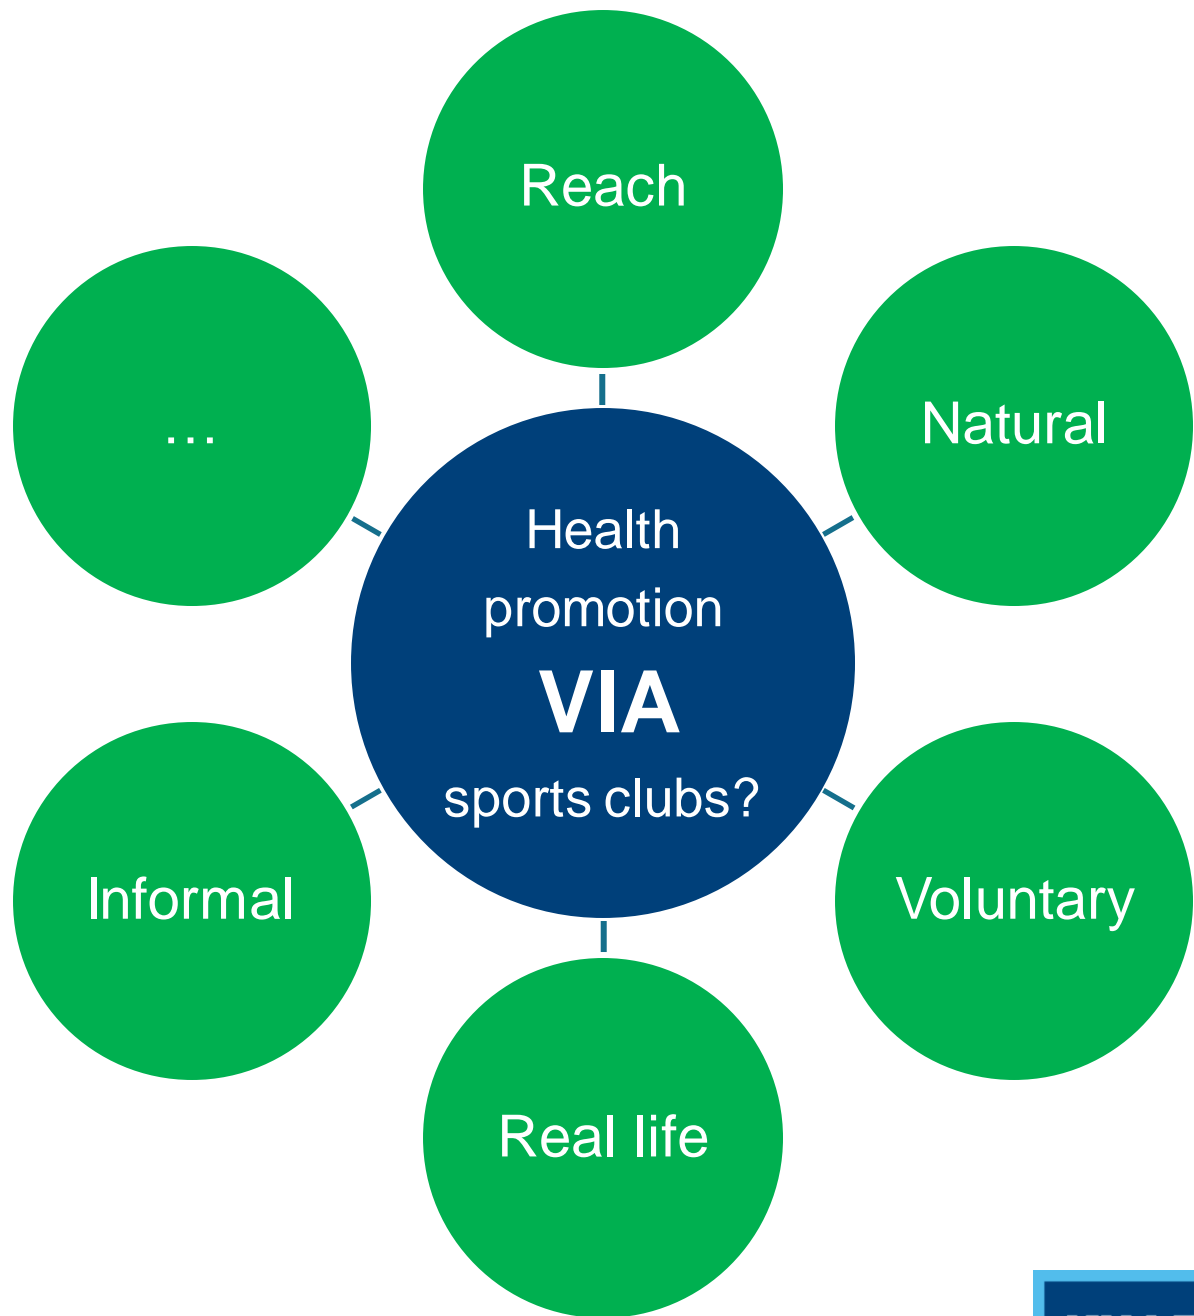 Reach
Natural
…
Health
promotion
VIA
sports clubs?
Informal
Voluntary
Real life